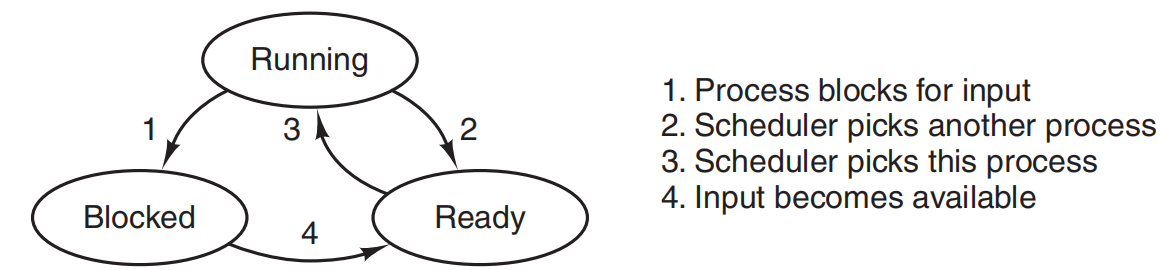 Running
1
3
2
Blocked
Ready
4
1. Process blocks for input
2. Scheduler picks another process
3. Scheduler picks this process
4. Input becomes available